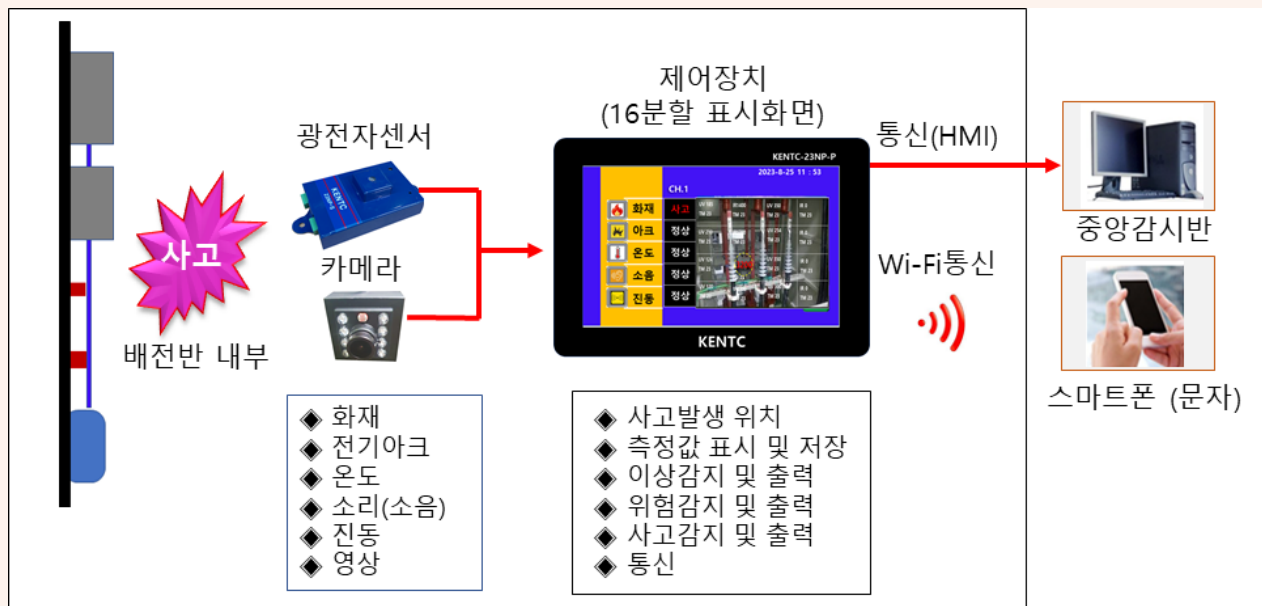 제어장치
(16분할 표시화면)
광전자센서
통신(HMI)
KENTC-23NP-P
2023-8-25 11 : 53
KENTC
CH.1
화재 사고
아크 정상
온도 정상
소음 정상
진동 정상
KENTC
사고
배전반 내부
카메라
중앙감시반
Wi-Fi통신
스마트폰 (문자)
◈ 화재
◈ 전기아크
◈ 온도
◈ 소리(소음)
◈ 진동
◈ 영상
◈ 사고발생 위치
◈ 측정값 표시 및 저장
◈ 이상감지 및 출력
◈ 위험감지 및 출력
◈ 사고감지 및 출력
◈ 통신